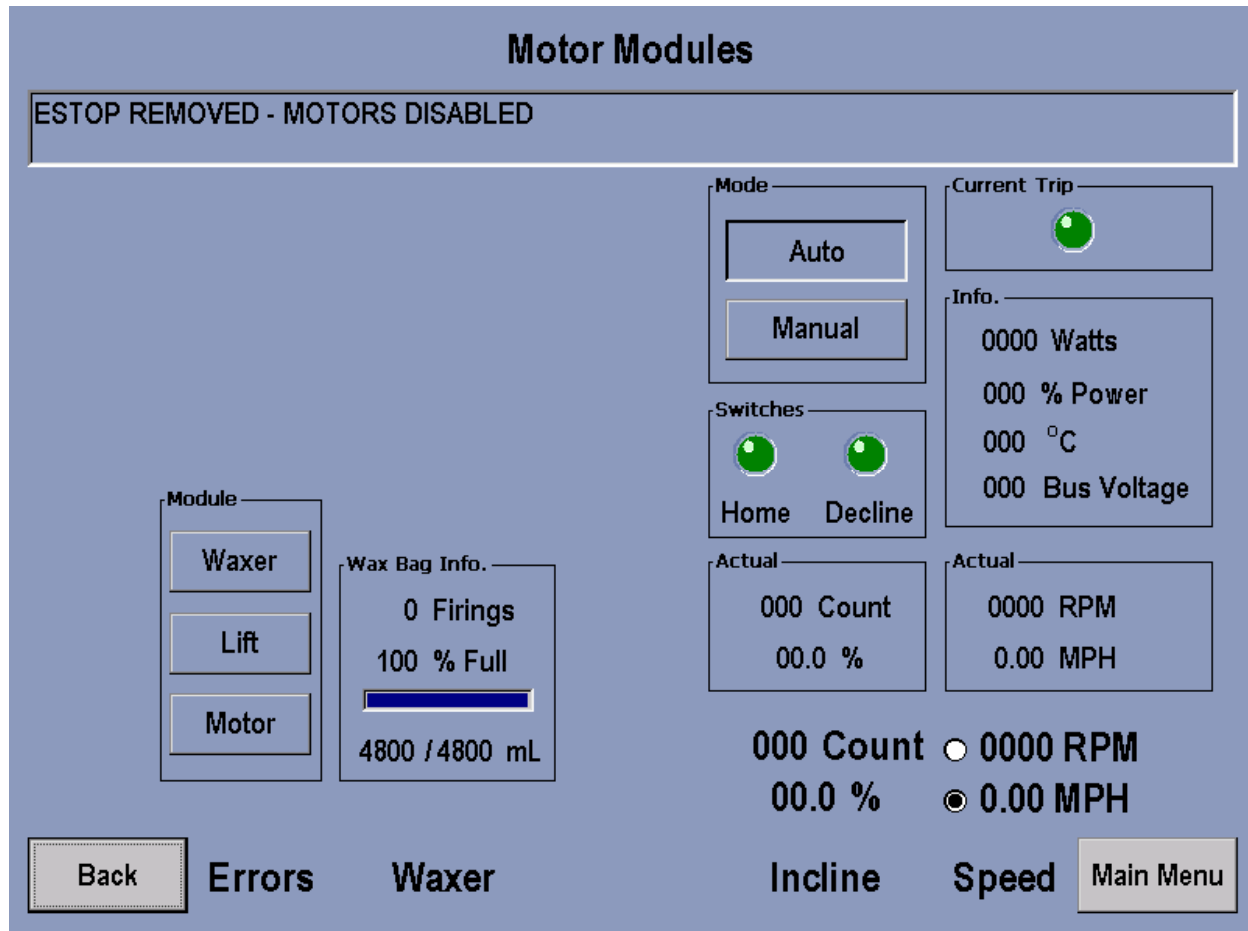 Motor Modules
ESTOP REMOVED - MOTORS DISABLED
Mode
Auto
Manual
Current Trip
Info.
0000 Watts
000 % Power
000 °C
000 Bus Voltage
Switches
Home Decline
Module
Waxer
Lift
Motor
Wax Bag Info.
0 Firings
100 % Full
4800 / 4800 mL
Actual
000 Count
00.0 %
Actual
0000 RPM
0.00 MPH
000 Count 0000 RPM
00.0 % 0.00 MPH
Back Errors Waxer Incline Speed Main Menu